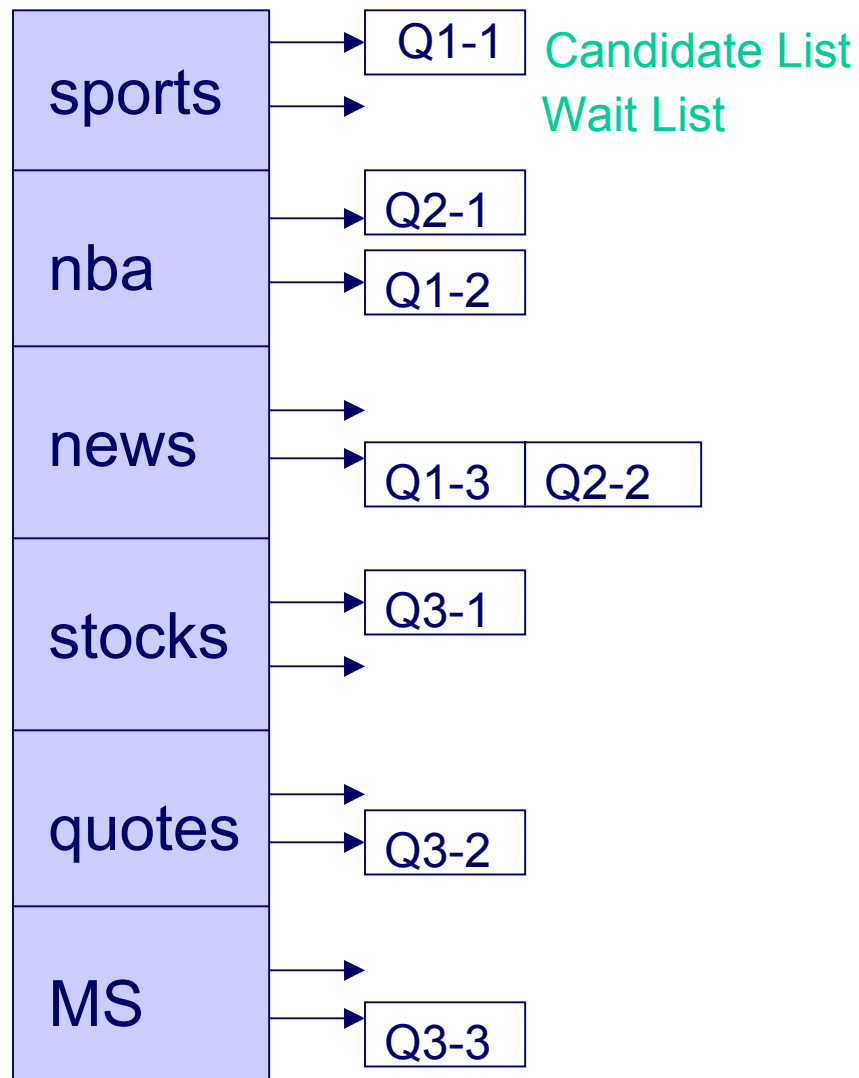 sports
Q1-1 Candidate List
Wait List
nba
Q2-1
Q1-2
news
Q1-3 Q2-2
stocks
Q3-1
quotes
Q3-2
MS
Q3-3